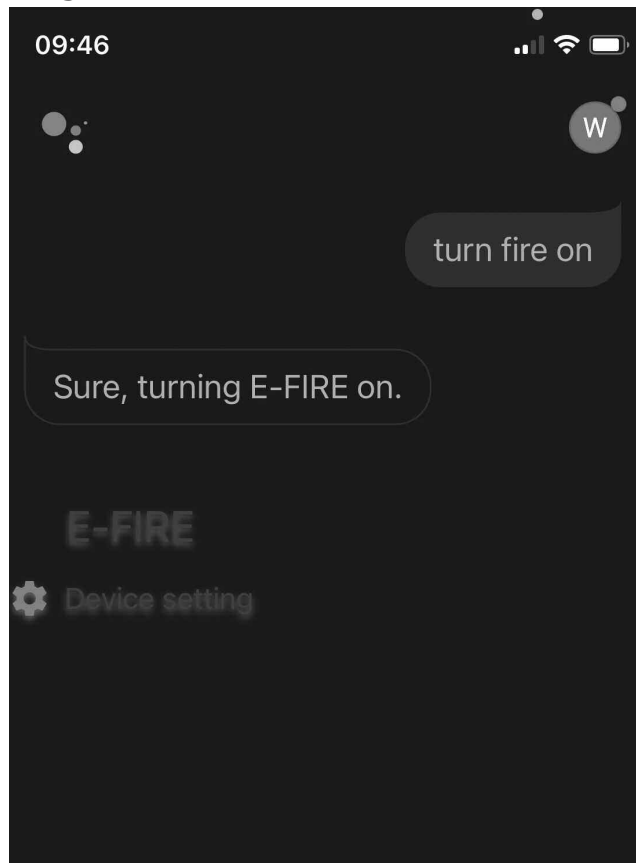 09:46
W
turn fire on
Sure, turning E-FIRE on.
E-FIRE
Device setting